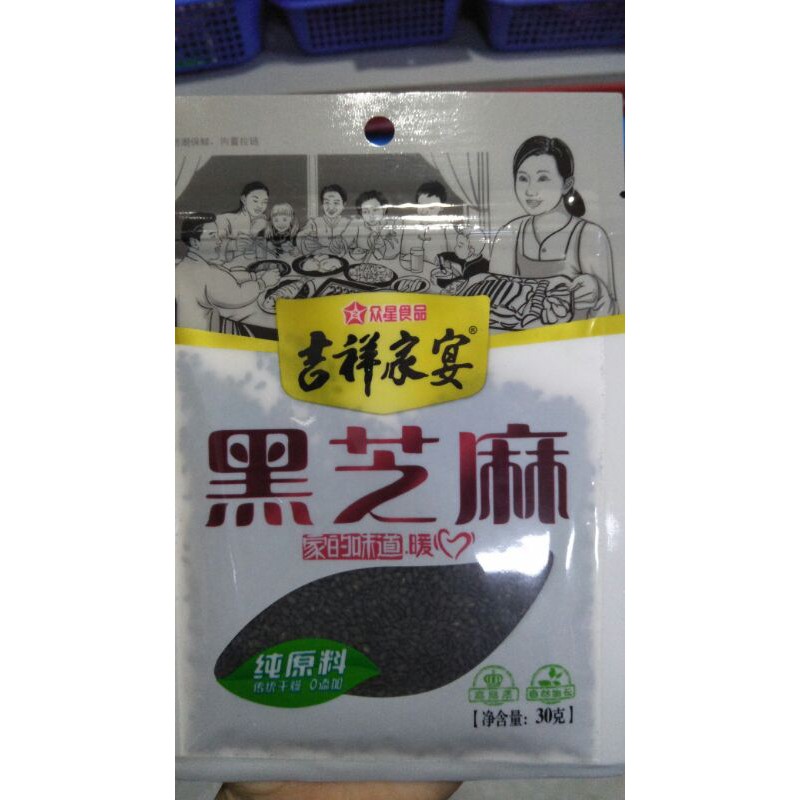 众星食品
吉祥家宴®
黑芝麻
家的味道·暖心
纯原料
传统干燥 0添加
【净含量：30克】